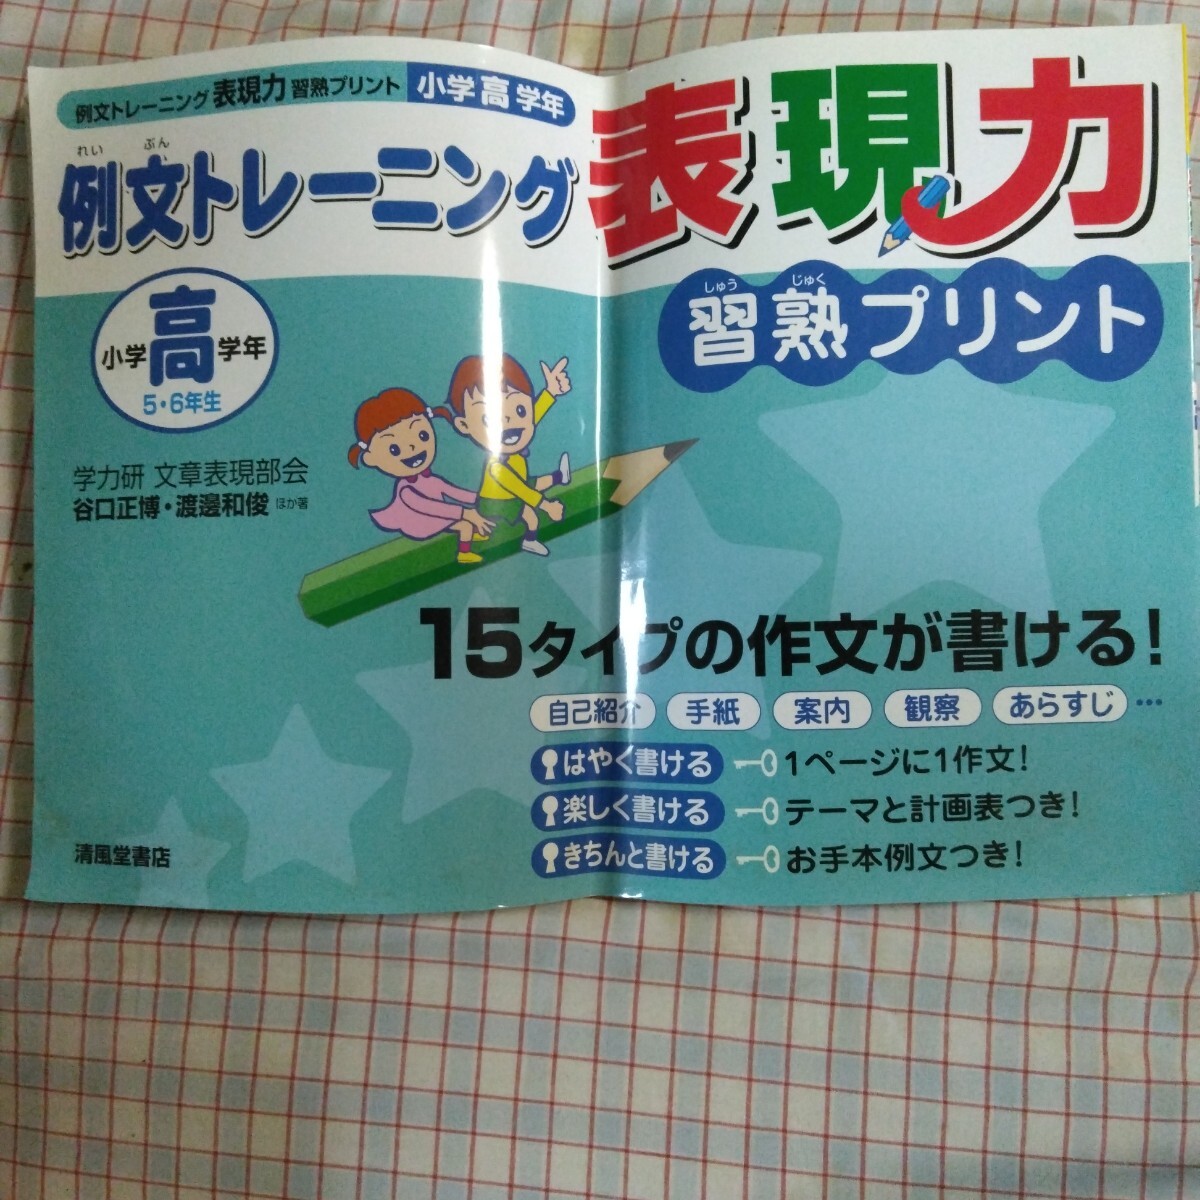 例文トレーニング 表現力 習熟プリント 小学 高 学年
れい ぶん
例文トレーニング
表現力
しゅう じゅく
習熟プリント
小学 高 学年
5・6年生
学力研 文章表現部会
谷口正博・渡邊和俊 ほか著
15タイプの作文が書ける!
自己紹介 手紙 案内 観察 あらすじ …
はやく書ける 1ページに1作文!
楽しく書ける テーマと計画表つき!
きちんと書ける お手本例文つき!
清風堂書店